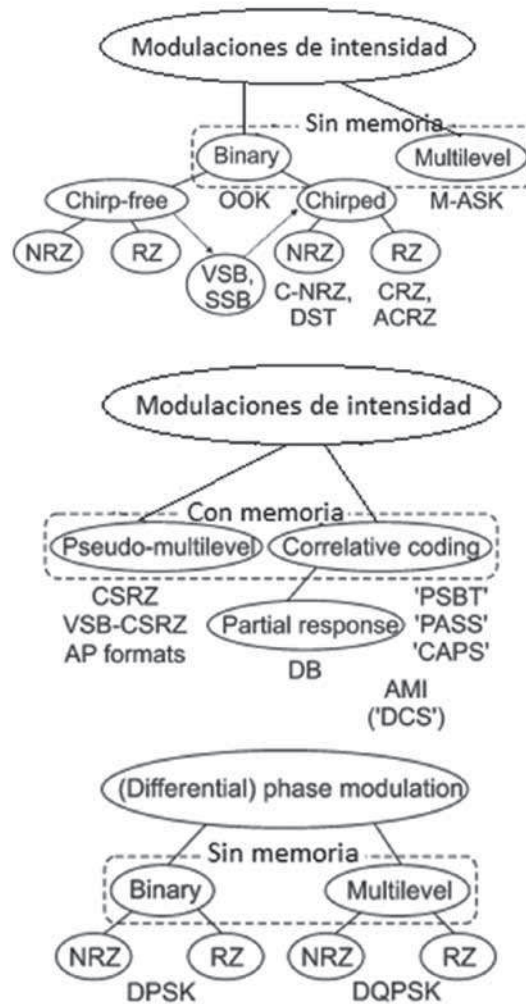 Modulaciones de intensidad
Sin memoria
Binary
Multilevel
OOK
M-ASK
Chirp-free
Chirped
NRZ
RZ
VSB,
SSB
NRZ
RZ
C-NRZ,
DST
CRZ,
ACRZ
Modulaciones de intensidad
Con memoria
Pseudo-multilevel
Correlative coding
CSRZ
VSB-CSRZ
AP formats
Partial response
DB
'PSBT'
'PASS'
'CAPS'
AMI
('DCS')
(Differential) phase modulation
Sin memoria
Binary
Multilevel
NRZ
RZ
NRZ
RZ
DPSK
DQPSK